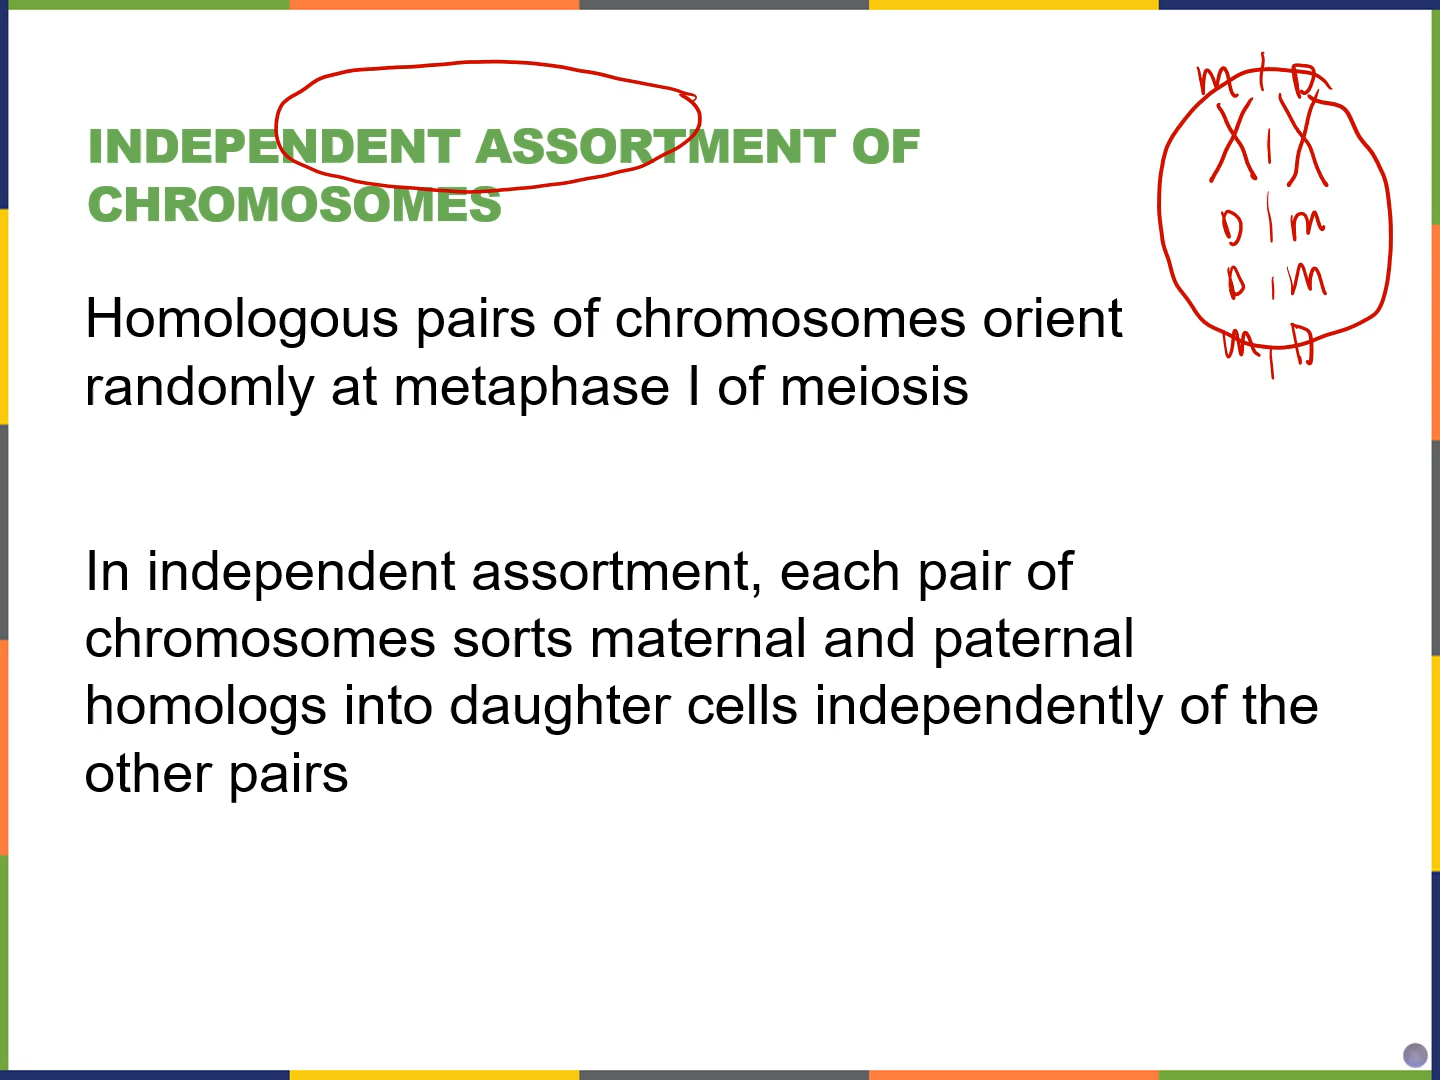 INDEPENDENT ASSORTMENT OF
CHROMOSOMES
m | D
D | m
D | M
m | D
Homologous pairs of chromosomes orient
randomly at metaphase I of meiosis
In independent assortment, each pair of
chromosomes sorts maternal and paternal
homologs into daughter cells independently of the
other pairs